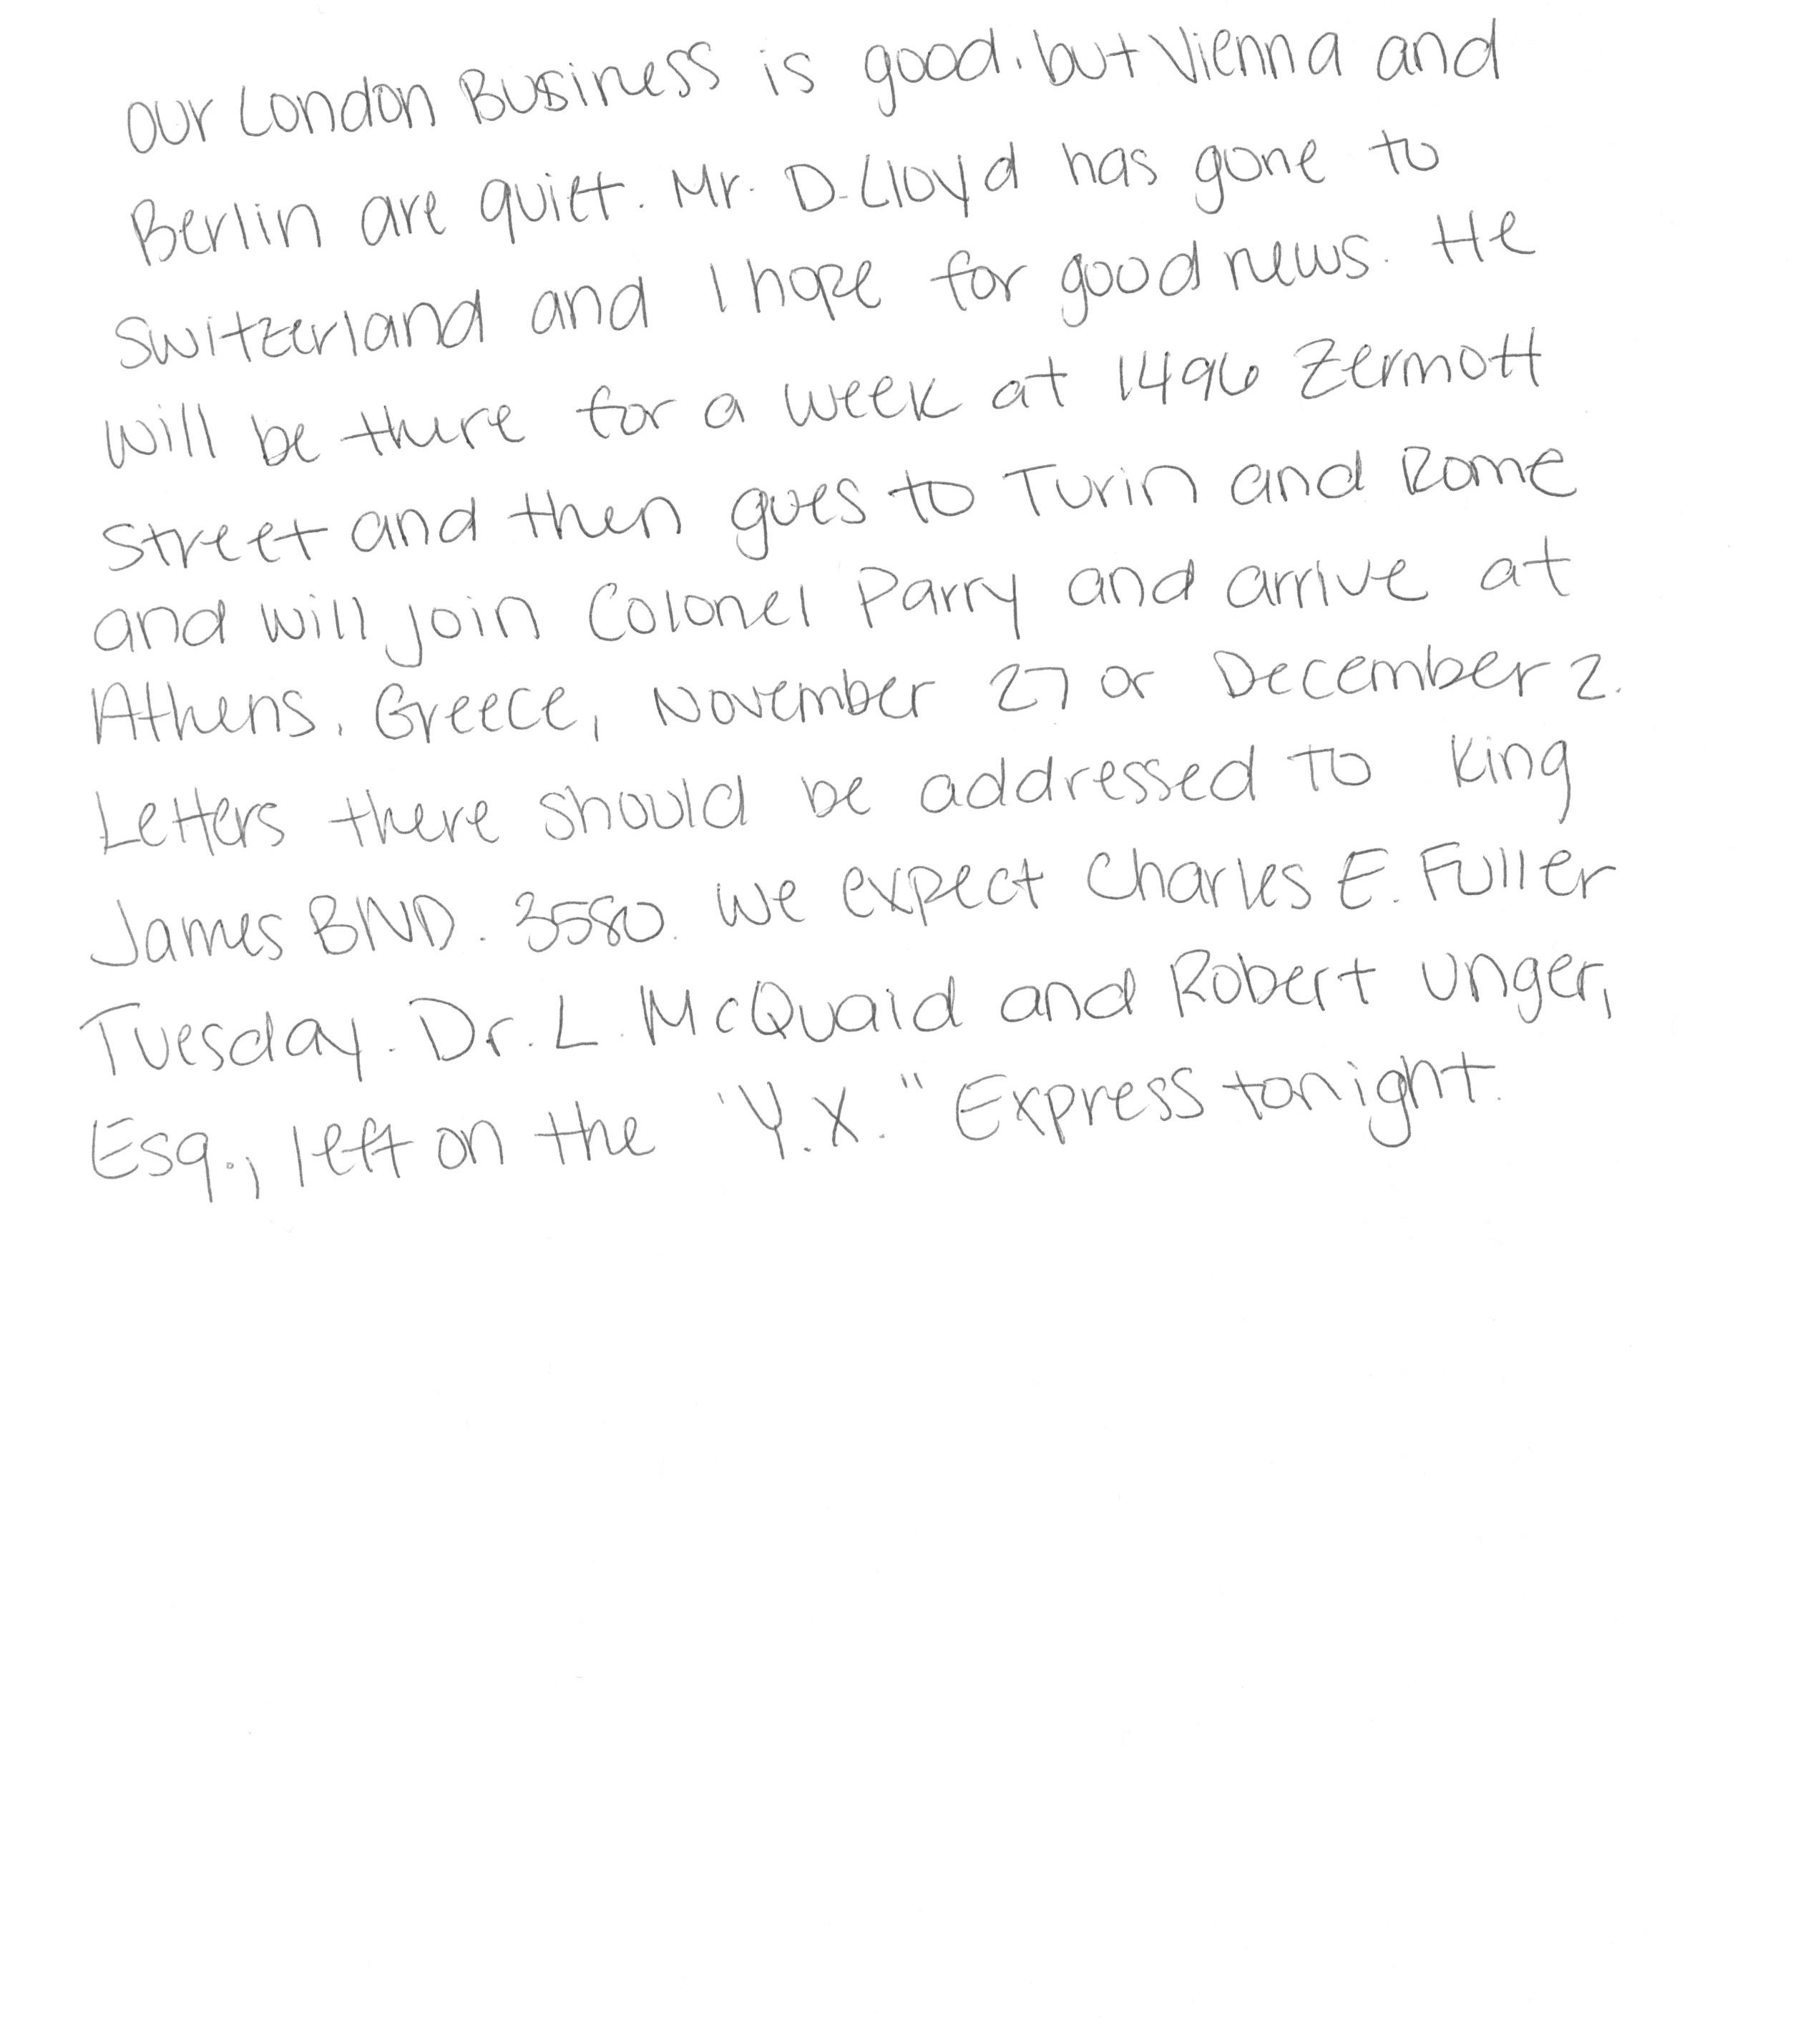 our London Business is good, but Vienna and
Berlin are quiet. Mr. D. Lloyd has gone to
Switzerland and I hope for good news. He
will be there for a week at 1496 Zermott
street and then goes to Turin and Rome
and will join Colonel Parry and arrive at
Athens, Greece, November 27 or December 2.
Letters there should be addressed to King
James BlVD. 3580. We expect Charles E. Fuller
Tuesday. Dr. L. McQuaid and Robert Unger,
Esq., left on the "Y.X." Express tonight.